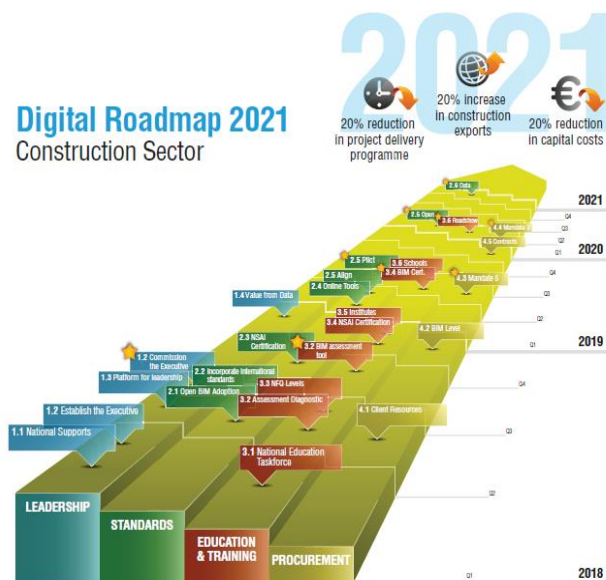 2021
Digital Roadmap 2021
Construction Sector
20% reduction
in project delivery
programme
20% increase
in construction
exports
20% reduction
in capital costs
2.6 Data
2021
2.5 Open
3.6 Roadshow
4.4 Mandate
Q4
Q3
4.5 Contracts
Q2
Q1
2020
2.5 Pilot
3.6 Schools
3.4 BIM Cert.
2.5 Align
2.4 Online Tools
4.3 Mandate
Q4
Q3
1.4 Value from Data
3.5 Institutes
3.4 NSAI Certification
Q2
4.2 BIM Level
Q1
2019
2.3 NSAI
Certification
3.2 BIM assessment
tool
1.2 Commission
the Executive
1.3 Platform for leadership
2.2 Incorporate International
standards
2.1 Open BIM Adoption
3.3 NFQ Levels
3.2 Assessment Diagnostic
Q4
1.2 Establish the Executive
1.1 National Supports
4.1 Client Resources
Q3
3.1 National Education
Taskforce
Q2
LEADERSHIP
STANDARDS
EDUCATION
& TRAINING
PROCUREMENT
Q1
2018